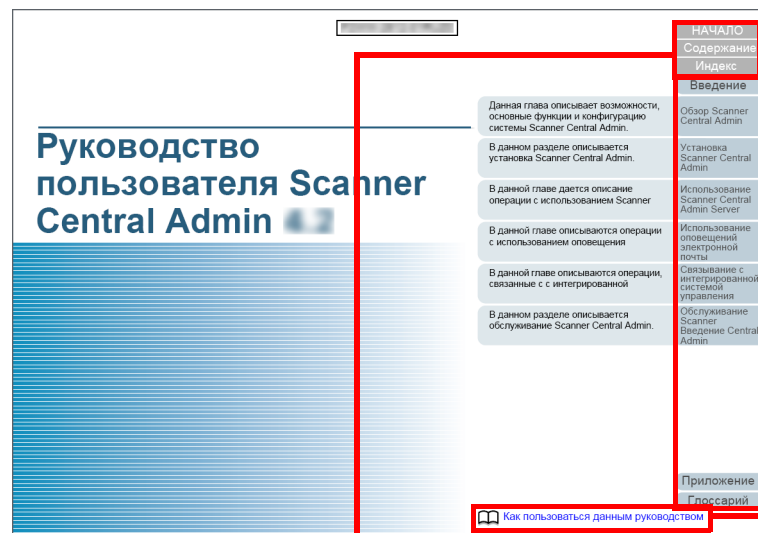 НАЧАЛО
Содержание
Индекс
Введение
Данная глава описывает возможности,
основные функции и конфигурацию
системы Scanner Central Admin.
Обзор Scanner
Central Admin
Руководство
пользователя Scanner
Central Admin
В данном разделе описывается
установка Scanner Central Admin.
Установка
Scanner Central
Admin
В данной главе дается описание
операции с использованием Scanner
Использование
Scanner Central
Admin Server
В данной главе описываются операции
с использованием оповещения
Использование
оповещений
электронной
почты
В данной главе описываются операции,
связанные с с интегрированной
Связывание с
интегрированной
системой
управления
В данном разделе описывается
обслуживание Scanner Central Admin.
Обслуживание
Scanner
Введение Central
Admin
Приложение
Глоссарий
Как пользоваться данным руководством